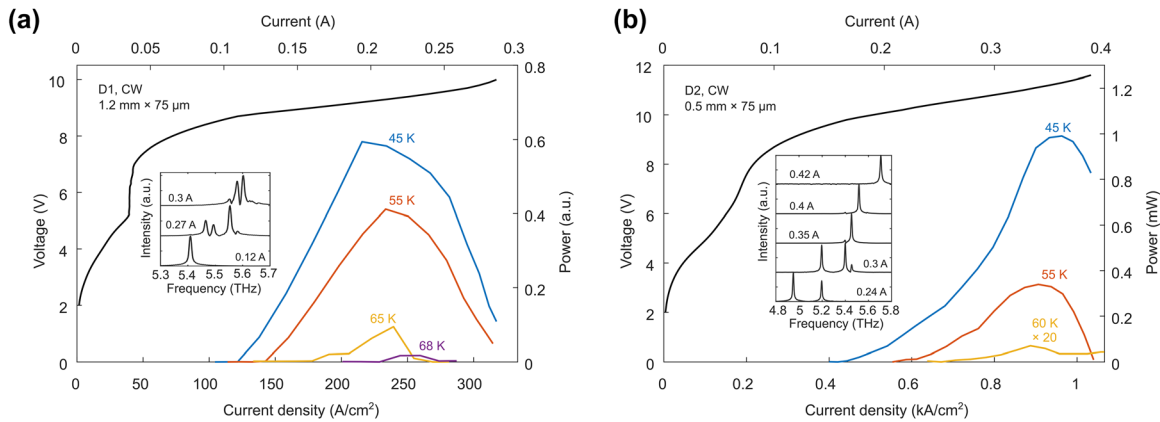 (a)
Current (A)
0 0.05 0.1 0.15 0.2 0.25 0.3
D1, CW
1.2 mm × 75 µm
Voltage (V)
10
8
6
4
2
0
0.8
0.6
0.4
0.2
0
Power (a.u.)
45 K
55 K
65 K
68 K
Intensity (a.u.)
0.3 A
0.27 A
0.12 A
5.3 5.4 5.5 5.6 5.7
Frequency (THz)
0 50 100 150 200 250 300
Current density (A/cm²)
(b)
Current (A)
0 0.1 0.2 0.3 0.4
D2, CW
0.5 mm × 75 µm
Voltage (V)
12
10
8
6
4
2
0
1.2
1
0.8
0.6
0.4
0.2
0
Power (mW)
45 K
55 K
60 K
× 20
Intensity (a.u.)
0.42 A
0.4 A
0.35 A
0.3 A
0.24 A
4.8 5 5.2 5.4 5.6 5.8
Frequency (THz)
0 0.2 0.4 0.6 0.8 1
Current density (kA/cm²)